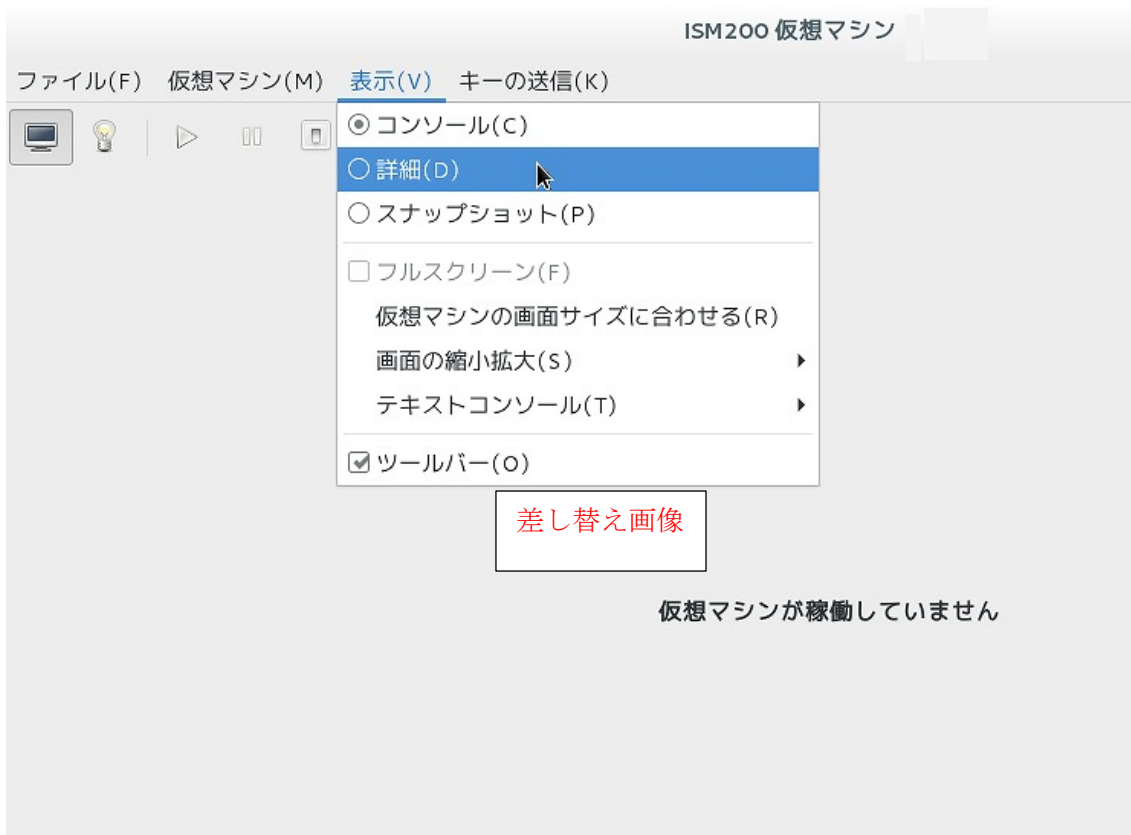 ISM200 仮想マシン
ファイル(F) 仮想マシン(M) 表示(V) キーの送信(K)
コンソール(C)
詳細(D)
スナップショット(P)
フルスクリーン(F)
仮想マシンの画面サイズに合わせる(R)
画面の縮小拡大(S)
テキストコンソール(T)
ツールバー(O)
差し替え画像
仮想マシンが稼働していません